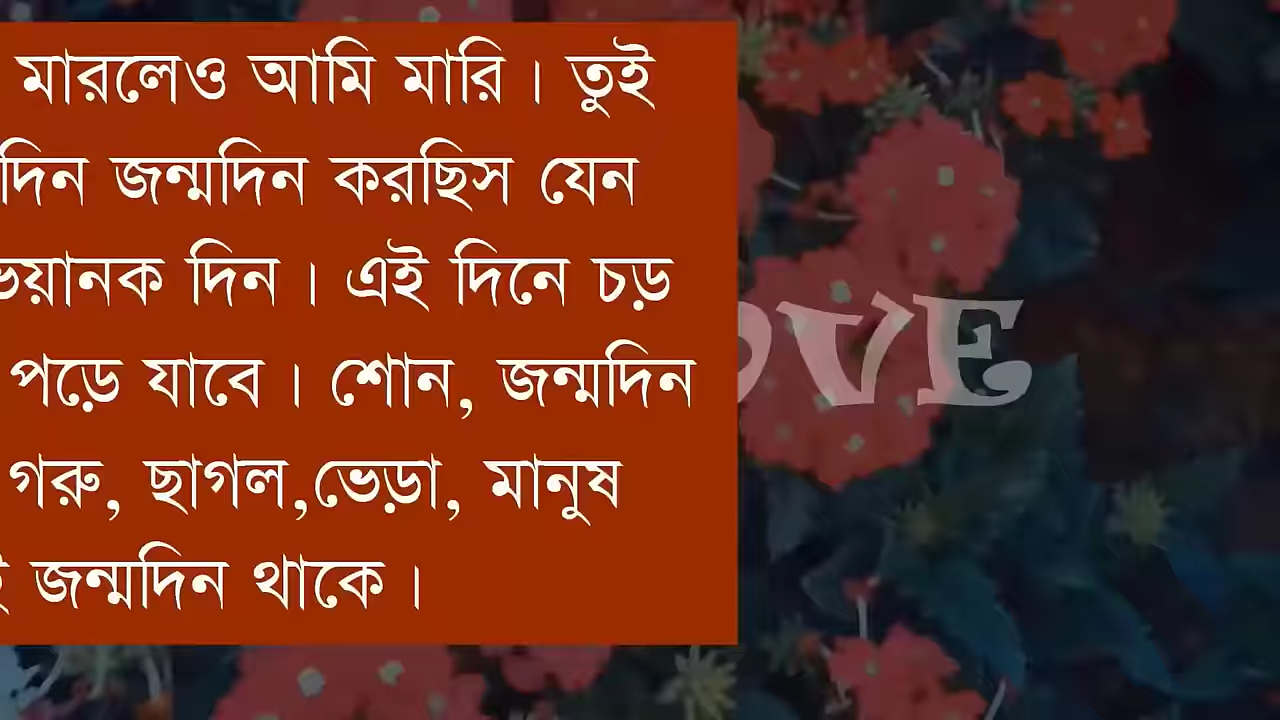 মারলেও আমি মারি। তুই
দিন জন্মদিন করছিস যেন
ভয়ানক দিন। এই দিনে চড়
পড়ে যাবে। শোন, জন্মদিন
গরু, ছাগল,ভেড়া, মানুষ
জন্মদিন থাকে।